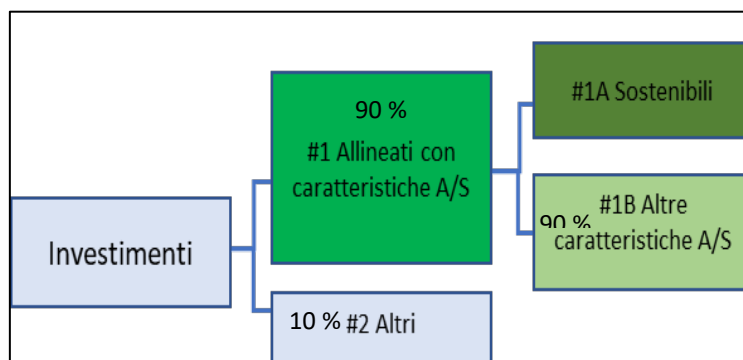 Investimenti
90 %
#1 Allineati con
caratteristiche A/S
10 % #2 Altri
#1A Sostenibili
#1B Altre
90 %
caratteristiche A/S